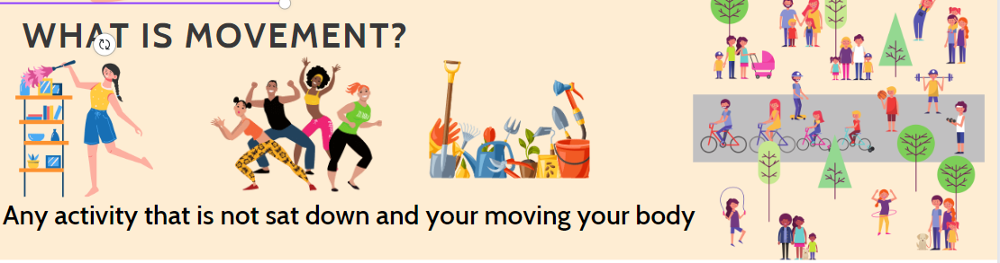 WHAT IS MOVEMENT?
Any activity that is not sat down and your moving your body